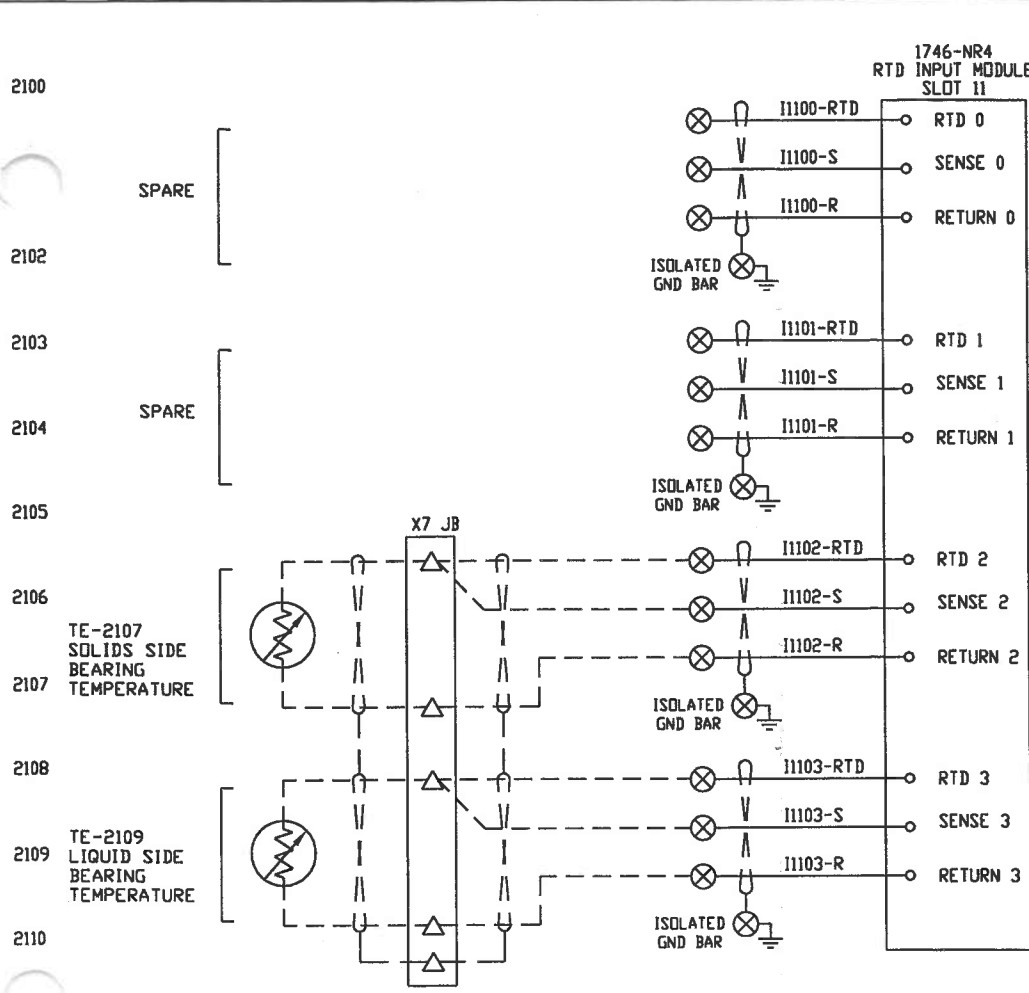 1746-NR4
RTD INPUT MODULE
SLOT 11
2100
I1100-RTD
RTD 0
I1100-S
SENSE 0
SPARE
I1100-R
RETURN 0
2102
ISOLATED
GND BAR
2103
I1101-RTD
RTD 1
I1101-S
SENSE 1
SPARE
2104
I1101-R
RETURN 1
ISOLATED
GND BAR
2105
X7 JB
I1102-RTD
RTD 2
2106
I1102-S
SENSE 2
TE-2107
SOLIDS SIDE
BEARING
TEMPERATURE
2107
I1102-R
RETURN 2
ISOLATED
GND BAR
2108
I1103-RTD
RTD 3
I1103-S
SENSE 3
TE-2109
LIQUID SIDE
BEARING
TEMPERATURE
2109
I1103-R
RETURN 3
ISOLATED
GND BAR
2110